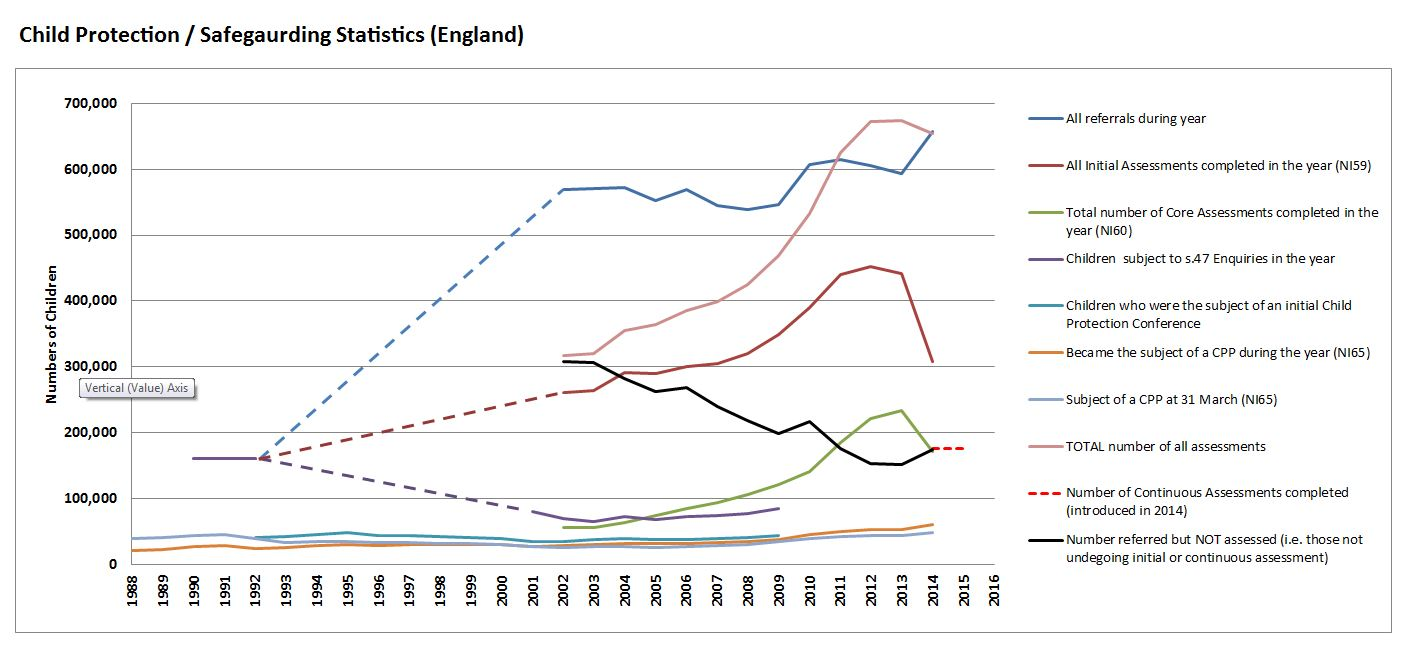 Child Protection / Safegaurding Statistics (England)
700,000
600,000
500,000
400,000
300,000
200,000
100,000
0
Numbers of Children
Vertical (Value) Axis
1988
1989
1990
1991
1992
1993
1994
1995
1996
1997
1998
1999
2000
2001
2002
2003
2004
2005
2006
2007
2008
2009
2010
2011
2012
2013
2014
2015
2016
All referrals during year
All Initial Assessments completed in the year (NI59)
Total number of Core Assessments completed in the
year (NI60)
Children subject to s.47 Enquiries in the year
Children who were the subject of an initial Child
Protection Conference
Became the subject of a CPP during the year (NI65)
Subject of a CPP at 31 March (NI65)
TOTAL number of all assessments
Number of Continuous Assessments completed
(introduced in 2014)
Number referred but NOT assessed (i.e. those not
undegoing initial or continuous assessment)